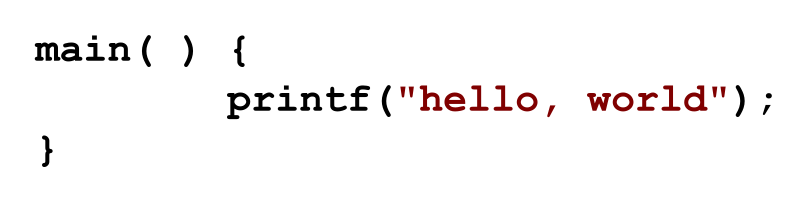 main( ) {
        printf("hello, world");
}